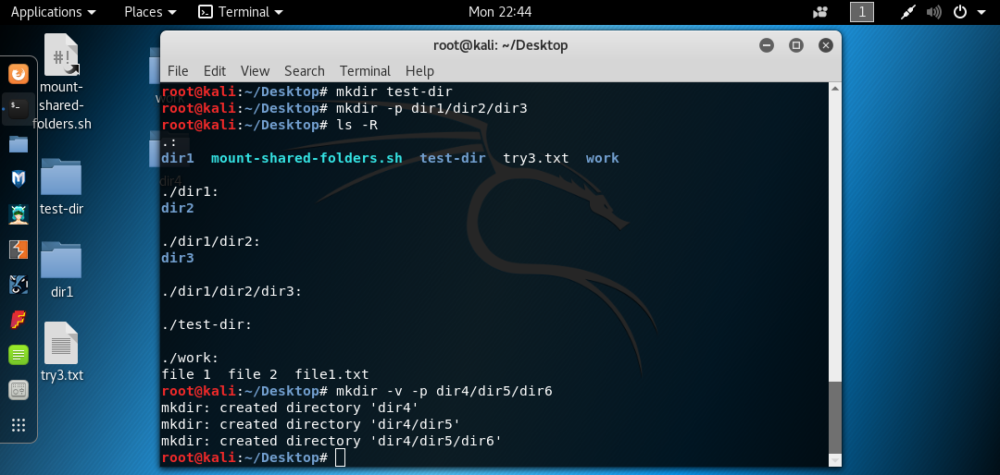 Applications Places Terminal Mon 22:44 1
root@kali: ~/Desktop
File Edit View Search Terminal Help
root@kali:~/Desktop# mkdir test-dir
root@kali:~/Desktop# mkdir -p dir1/dir2/dir3
root@kali:~/Desktop# ls -R
.:
dir1  mount-shared-folders.sh  test-dir  try3.txt  work
./dir1:
dir2
./dir1/dir2:
dir3
./dir1/dir2/dir3:
./test-dir:
./work:
file 1  file 2  file1.txt
root@kali:~/Desktop# mkdir -v -p dir4/dir5/dir6
mkdir: created directory 'dir4'
mkdir: created directory 'dir4/dir5'
mkdir: created directory 'dir4/dir5/dir6'
root@kali:~/Desktop#
#!
mount-
shared-
folders.sh
test-dir
dir1
try3.txt
work
dir4
$_